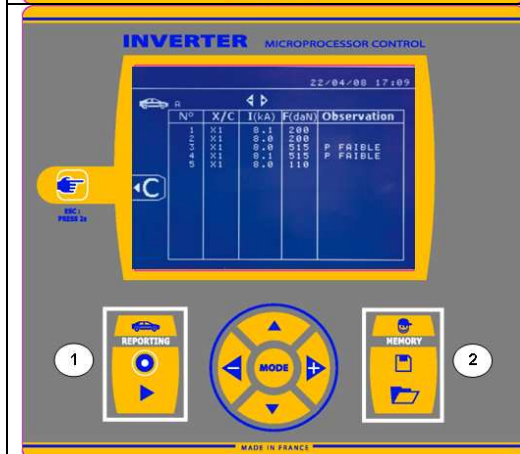 INVERTER MICROPROCESSOR CONTROL
22/04/08 17:09
A
N° X/C I(kA) F(daN) Observation
1 X1 8.1 200
2 X1 8.0 200
3 X1 8.0 515 P FAIBLE
4 X1 8.1 515 P FAIBLE
5 X1 8.0 110
C
ESC :
PRESS 2s
1
REPORTING
MODE
MEMORY
2
MADE IN FRANCE